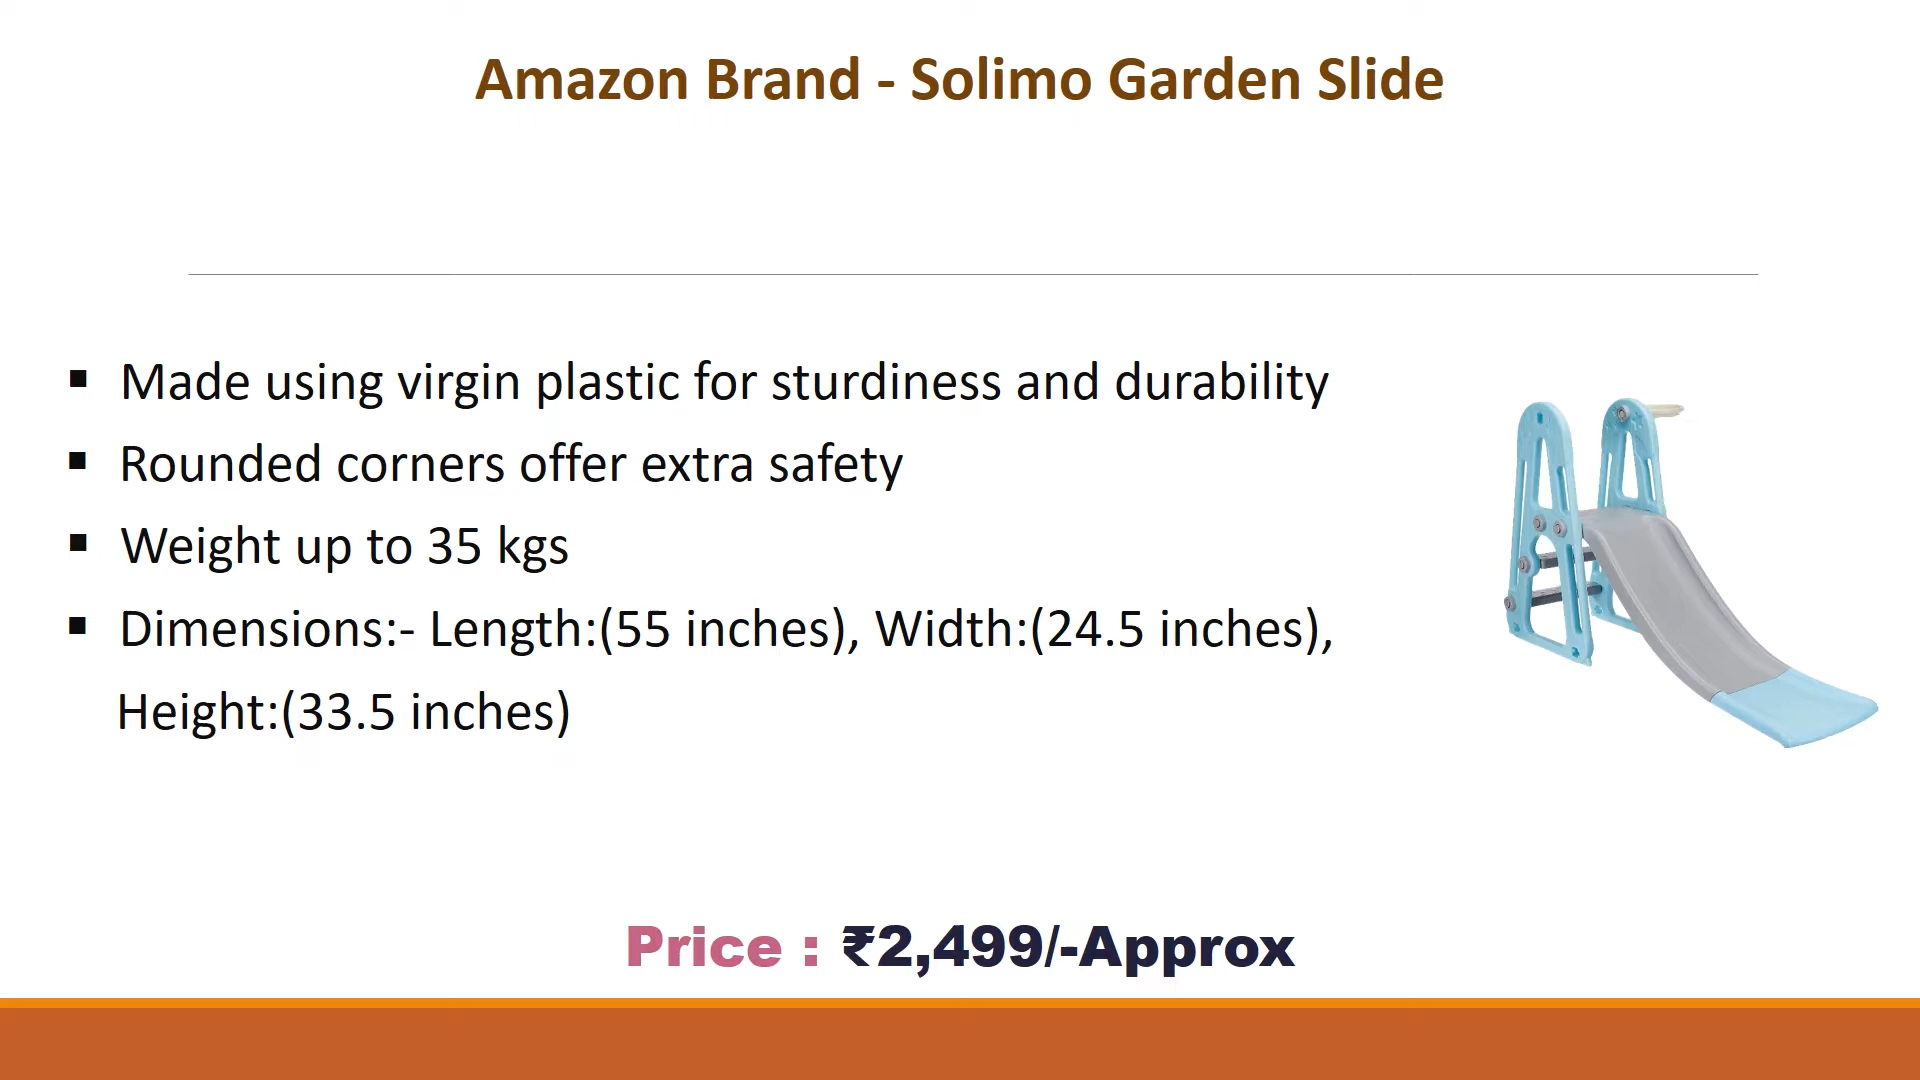 Amazon Brand - Solimo Garden Slide
▪ Made using virgin plastic for sturdiness and durability
▪ Rounded corners offer extra safety
▪ Weight up to 35 kgs
▪ Dimensions:- Length:(55 inches), Width:(24.5 inches),
Height:(33.5 inches)
Price : ₹2,499/-Approx